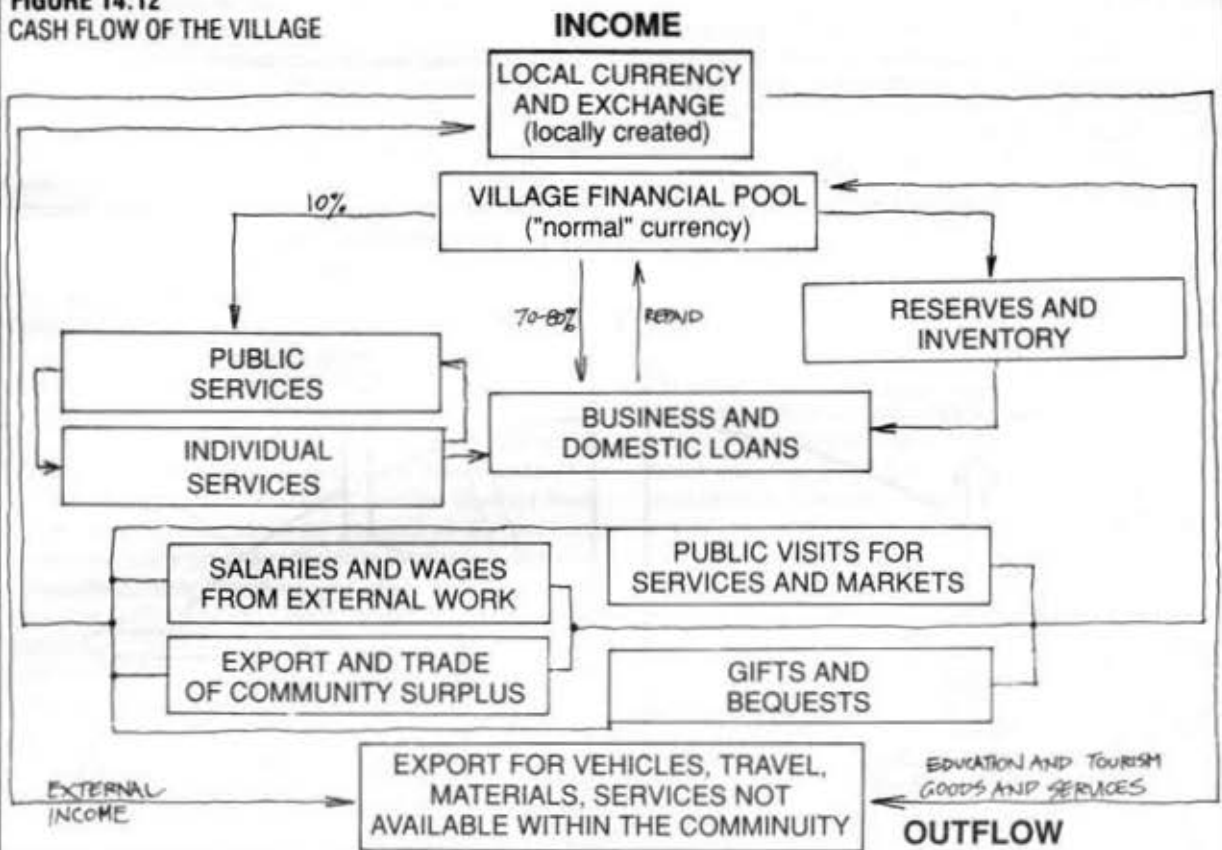 FIGURE 14.12
CASH FLOW OF THE VILLAGE
INCOME
LOCAL CURRENCY
AND EXCHANGE
(locally created)
VILLAGE FINANCIAL POOL
("normal" currency)
10%
70-80%
REPAID
RESERVES AND
INVENTORY
PUBLIC
SERVICES
INDIVIDUAL
SERVICES
BUSINESS AND
DOMESTIC LOANS
SALARIES AND WAGES
FROM EXTERNAL WORK
PUBLIC VISITS FOR
SERVICES AND MARKETS
EXPORT AND TRADE
OF COMMUNITY SURPLUS
GIFTS AND
BEQUESTS
EXTERNAL
INCOME
EXPORT FOR VEHICLES, TRAVEL,
MATERIALS, SERVICES NOT
AVAILABLE WITHIN THE COMMINUITY
EDUCATION AND TOURISM
GOODS AND SERVICES
OUTFLOW